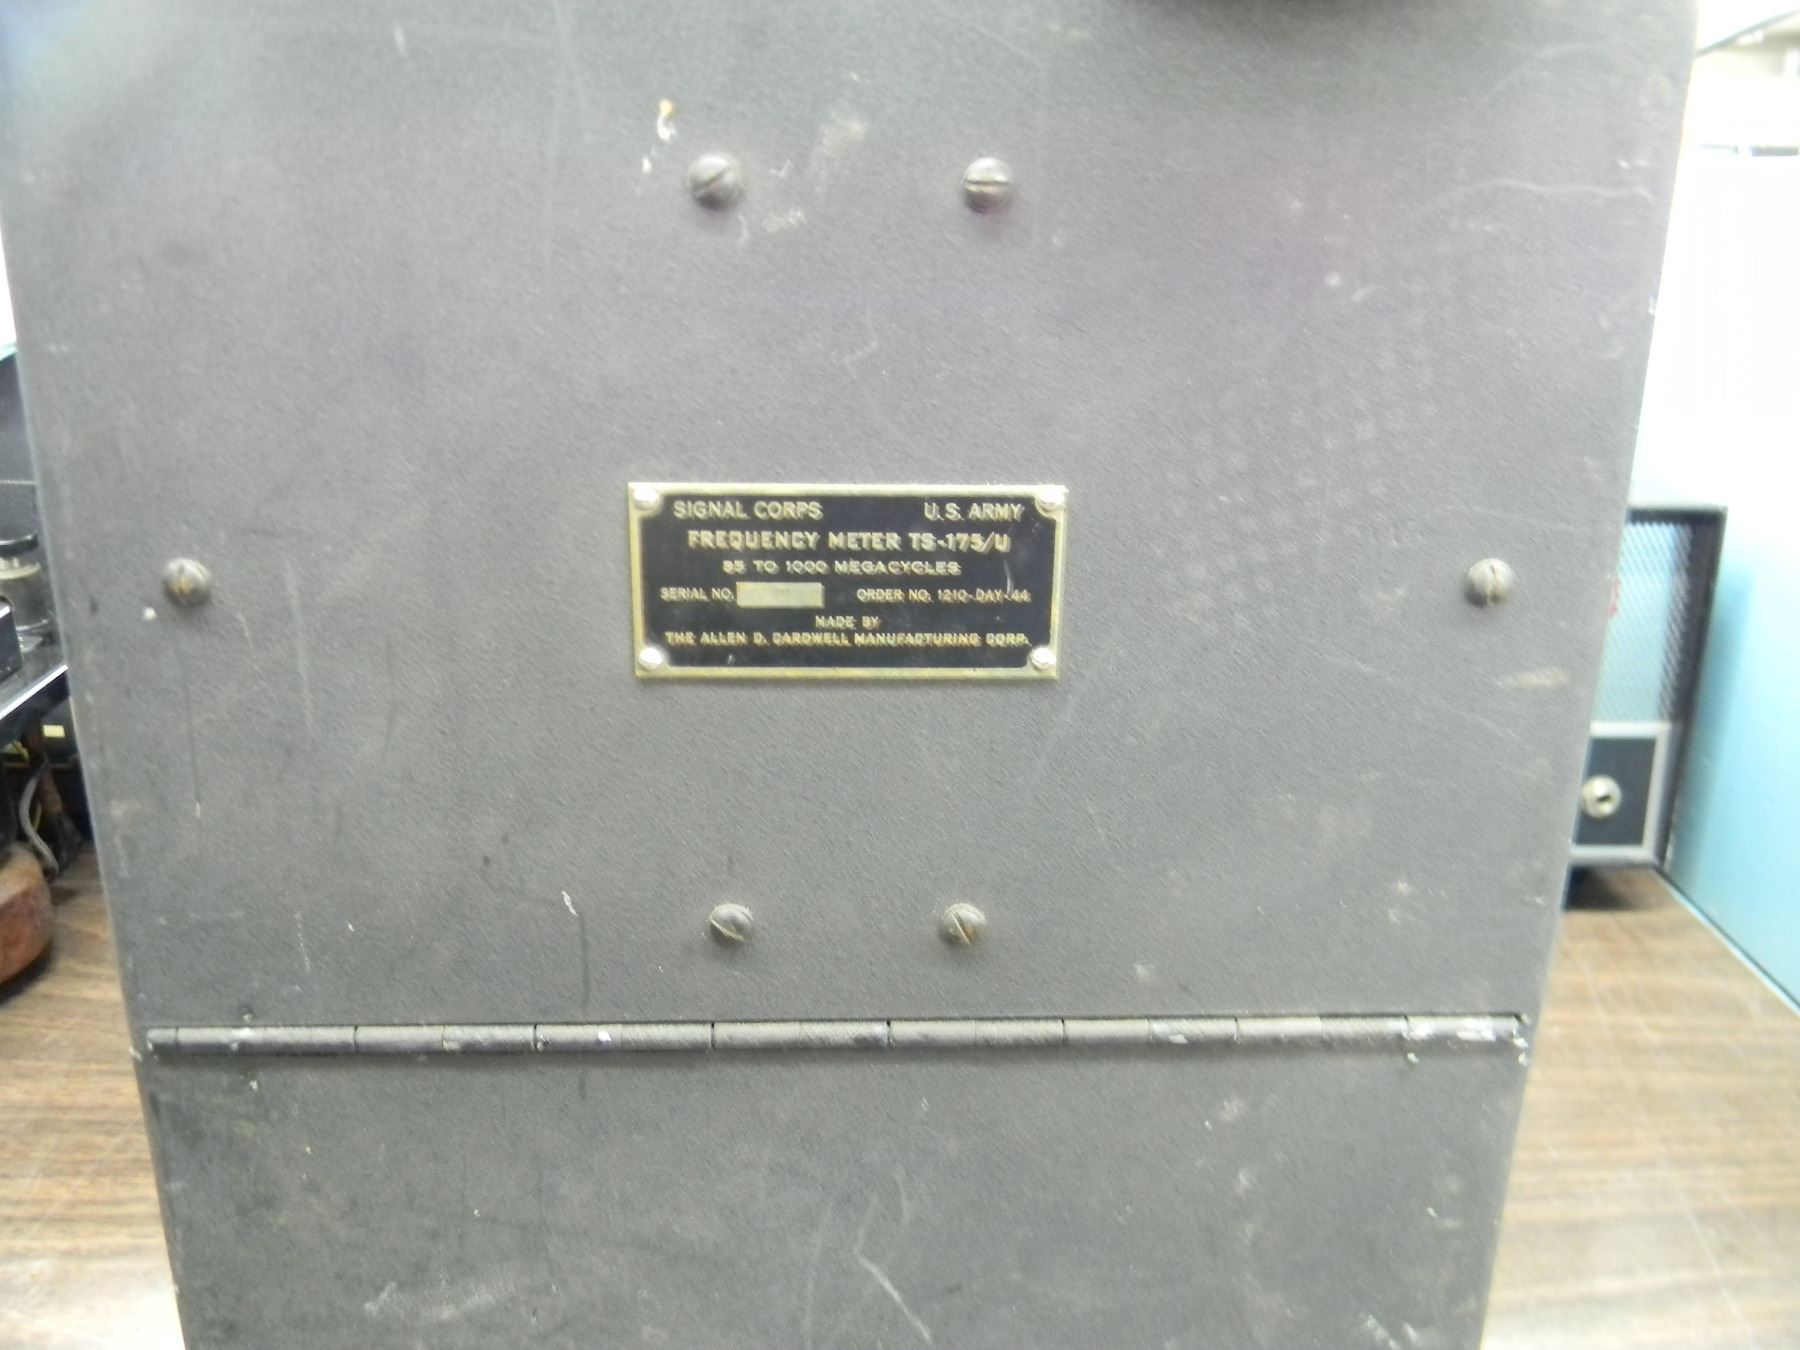 SIGNAL CORPS U.S. ARMY
FREQUENCY METER TS-175/U
85 TO 1000 MEGACYCLES
SERIAL NO. ORDER NO. 1210-DAY-44
MADE BY
THE ALLEN D. CARDWELL MANUFACTURING CORP.